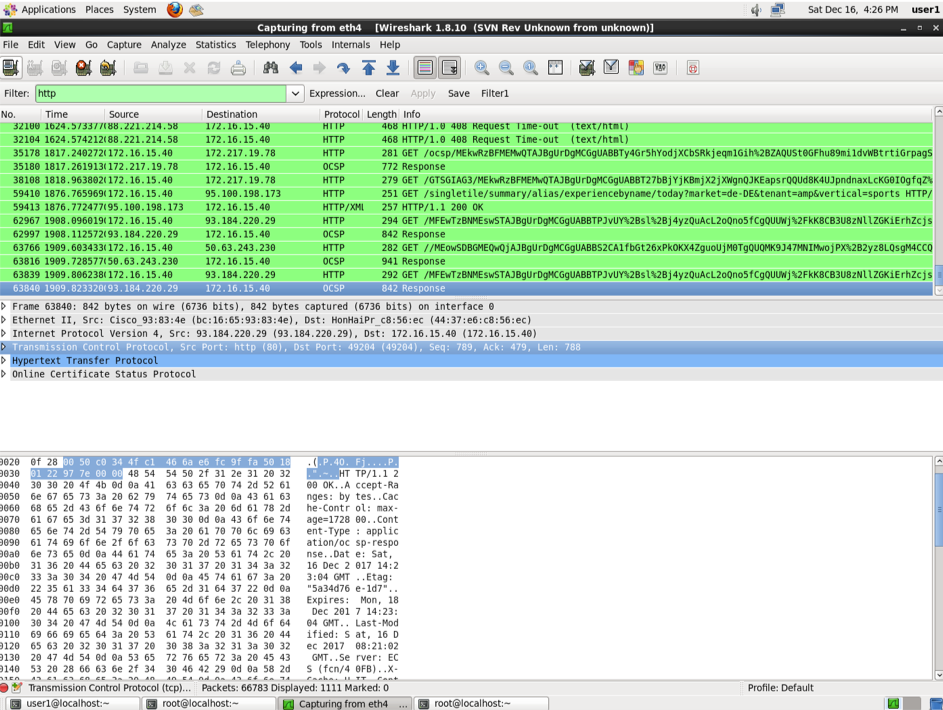 Applications Places System Sat Dec 16, 4:26 PM user1
Capturing from eth4 [Wireshark 1.8.10 (SVN Rev Unknown from unknown)]
File Edit View Go Capture Analyze Statistics Telephony Tools Internals Help
Filter: http Expression... Clear Apply Save Filter1
No. Time Source Destination Protocol Length Info
32100 1624.573377 88.221.214.58 172.16.15.40 HTTP 468 HTTP/1.0 408 Request Time-out (text/html)
32104 1624.721 88.221.214.58 172.16.15.40 HTTP 468 HTTP/1.0 408 Request Time-out (text/html)
35178 1817.240272 172.16.15.40 172.217.19.78 HTTP 281 GET /ocsp/MEkwRzBFMEMwQTAJBgUrDgMCGgUABBTy4Gr5hYodjXCbSRkjeqm1Gih%2BZAQUSt0GFhu89mi1dvWBtrtiGrpagS
35180 1817.261913 172.217.19.78 172.16.15.40 OCSP 772 Response
38108 1818.963802 172.16.15.40 172.217.19.78 HTTP 279 GET /GTSGIAG3/MEkwRzBFMEMwQTAJBgUrDgMCGgUABBT27bBjYjKBmjX2jXWgnQJKEapsrQQUd8K4UJpndnaxLcKG0IOgfqZ%
59410 1876.765969 172.16.15.40 95.100.198.173 HTTP 251 GET /singletile/summary/alias/experiencebyname/today?market=de-DE&tenant=amp&vertical=sports HTTP/
59413 1876.772477 95.100.198.173 172.16.15.40 HTTP/XML 257 HTTP/1.1 200 OK
62967 1908.096019 172.16.15.40 93.184.220.29 HTTP 294 GET /MFEwTzBNMEswSTAJBgUrDgMCGgUABBTPJvUY%2Bsl%2Bj4yzQuAcL2oQno5fCgQUUWj%2FkK8CB3U8zNllZGKiErhZcjs
62997 1908.112572 93.184.220.29 172.16.15.40 OCSP 842 Response
63766 1909.603433 172.16.15.40 50.63.243.230 HTTP 282 GET //MEowSDBGMEQwQjAJBgUrDgMCGgUABBS2CA1fbGt26xPkOKX4ZguoUjM0TgQUQMK9J47MNIMwojPX%2B2yz8LQsgM4CCQ
63816 1909.728577 50.63.243.230 172.16.15.40 OCSP 941 Response
63839 1909.806238 172.16.15.40 93.184.220.29 HTTP 292 GET /MFEwTzBNMEswSTAJBgUrDgMCGgUABBTPJvUY%2Bsl%2Bj4yzQuAcL2oQno5fCgQUUWj%2FkK8CB3U8zNllZGKiErhZcjs
63840 1909.823320 93.184.220.29 172.16.15.40 OCSP 842 Response
Frame 63840: 842 bytes on wire (6736 bits), 842 bytes captured (6736 bits) on interface 0
Ethernet II, Src: Cisco_93:83:4e (bc:16:65:93:83:4e), Dst: HonHaiPr_c8:56:ec (44:37:e6:c8:56:ec)
Internet Protocol Version 4, Src: 93.184.220.29 (93.184.220.29), Dst: 172.16.15.40 (172.16.15.40)
Transmission Control Protocol, Src Port: http (80), Dst Port: 49204 (49204), Seq: 789, Ack: 479, Len: 788
Hypertext Transfer Protocol
Online Certificate Status Protocol
0020 0f 28 00 50 c0 34 4f c1 46 6a e6 fc 9f fa 50 18 .(.P.4O. Fj....P.
0030 01 22 97 7e 00 00 48 54 54 50 2f 31 2e 31 20 32 .".~..HT TP/1.1 2
0040 30 30 20 4f 4b 0d 0a 41 63 63 65 70 74 2d 52 61 00 OK..A ccept-Ra
0050 6e 67 65 73 3a 20 62 79 74 65 73 0d 0a 43 61 63 nges: by tes..Cac
0060 68 65 2d 43 6f 6e 74 72 6f 6c 3a 20 6d 61 78 2d he-Contr ol: max-
0070 61 67 65 3d 31 37 32 38 30 30 0d 0a 43 6f 6e 74 age=1728 00..Cont
0080 65 6e 74 2d 54 79 70 65 3a 20 61 70 70 6c 69 63 ent-Type : applic
0090 61 74 69 6f 6e 2f 6f 63 73 70 2d 72 65 73 70 6f ation/oc sp-respo
00a0 6e 73 65 0d 0a 44 61 74 65 3a 20 53 61 74 2c 20 nse..Dat e: Sat,
00b0 31 36 20 44 65 63 20 32 30 31 37 20 31 34 3a 32 16 Dec 2 017 14:2
00c0 33 3a 30 34 20 47 4d 54 0d 0a 45 74 61 67 3a 20 3:04 GMT ..Etag:
00d0 22 35 61 33 34 64 37 36 65 2d 31 64 37 22 0d 0a "5a34d76 e-1d7"..
00e0 45 78 70 69 72 65 73 3a 20 4d 6f 6e 2c 20 31 38 Expires: Mon, 18
00f0 20 44 65 63 20 32 30 31 37 20 31 34 3a 32 33 3a Dec 201 7 14:23:
0100 30 34 20 47 4d 54 0d 0a 4c 61 73 74 2d 4d 6f 64 04 GMT.. Last-Mod
0110 69 66 69 65 64 3a 20 53 61 74 2c 20 31 36 20 44 ified: S at, 16 D
0120 65 63 20 32 30 31 37 20 30 38 3a 32 31 3a 30 32 ec 2017 08:21:02
0130 20 47 4d 54 0d 0a 53 65 72 76 65 72 3a 20 45 43 GMT..Se rver: EC
0140 53 20 28 66 63 6e 2f 34 30 46 42 29 0d 0a 58 2d S (fcn/4 0FB)..X-
Transmission Control Protocol (tcp)... Packets: 66783 Displayed: 1111 Marked: 0 Profile: Default
user1@localhost:~ root@localhost:~ Capturing from eth4 ... root@localhost:~